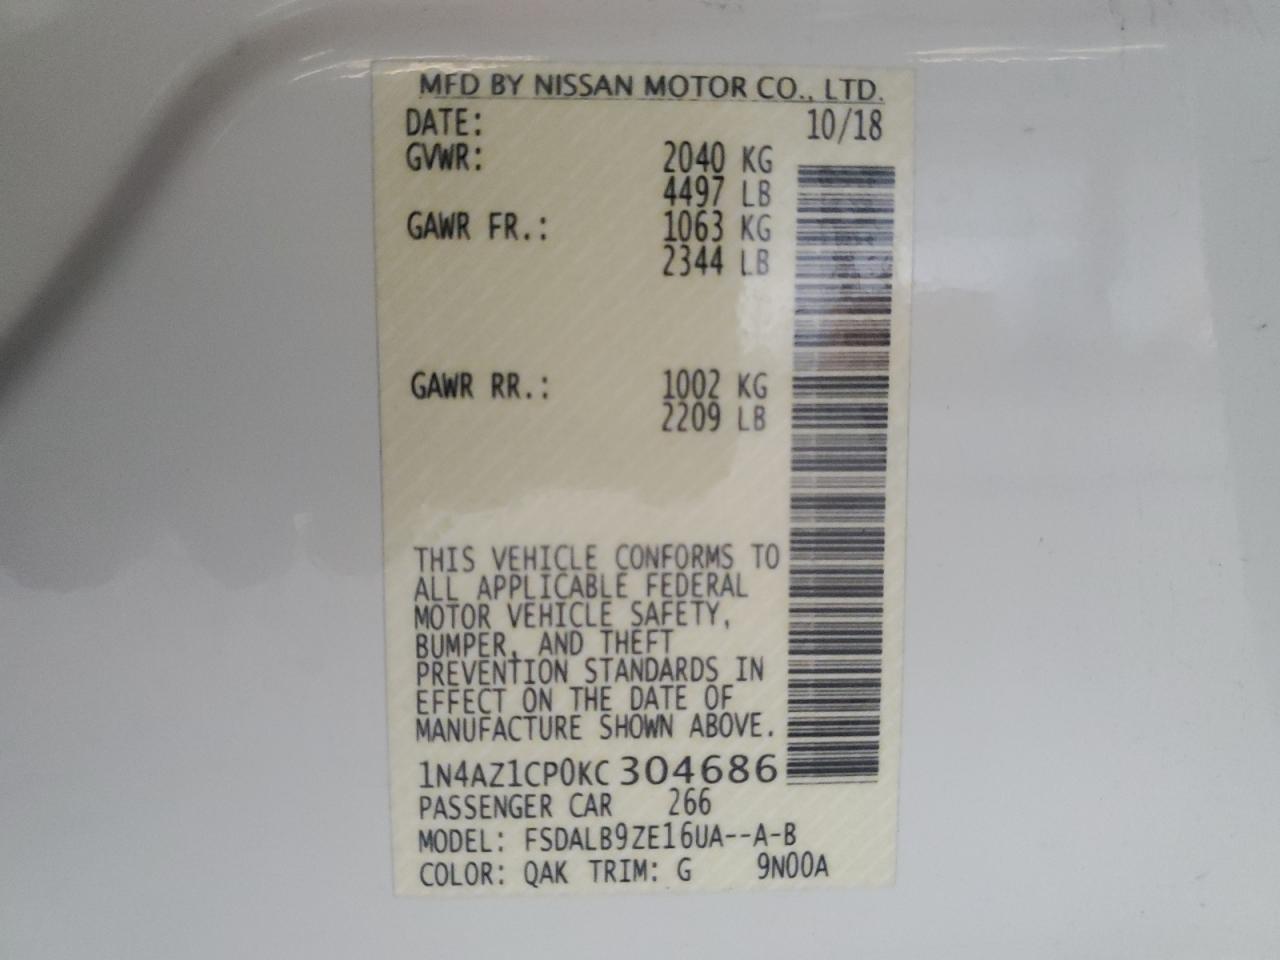 MFD BY NISSAN MOTOR CO., LTD.
DATE: 10/18
GVWR: 2040 KG
4497 LB
GAWR FR.: 1063 KG
2344 LB
GAWR RR.: 1002 KG
2209 LB
THIS VEHICLE CONFORMS TO
ALL APPLICABLE FEDERAL
MOTOR VEHICLE SAFETY,
BUMPER, AND THEFT
PREVENTION STANDARDS IN
EFFECT ON THE DATE OF
MANUFACTURE SHOWN ABOVE.
1N4AZ1CP0KC304686
PASSENGER CAR 266
MODEL: FSDALB9ZE16UA--A-B
COLOR: QAK TRIM: G 9N00A